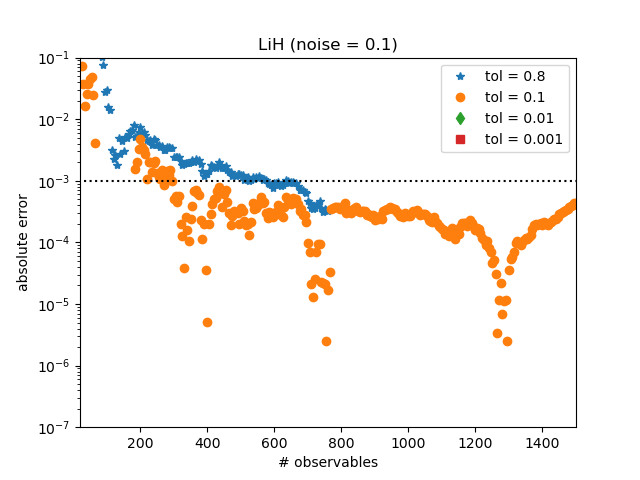 LiH (noise = 0.1)
tol = 0.8
tol = 0.1
tol = 0.01
tol = 0.001
absolute error
10⁻¹
10⁻²
10⁻³
10⁻⁴
10⁻⁵
10⁻⁶
10⁻⁷
200 400 600 800 1000 1200 1400
# observables